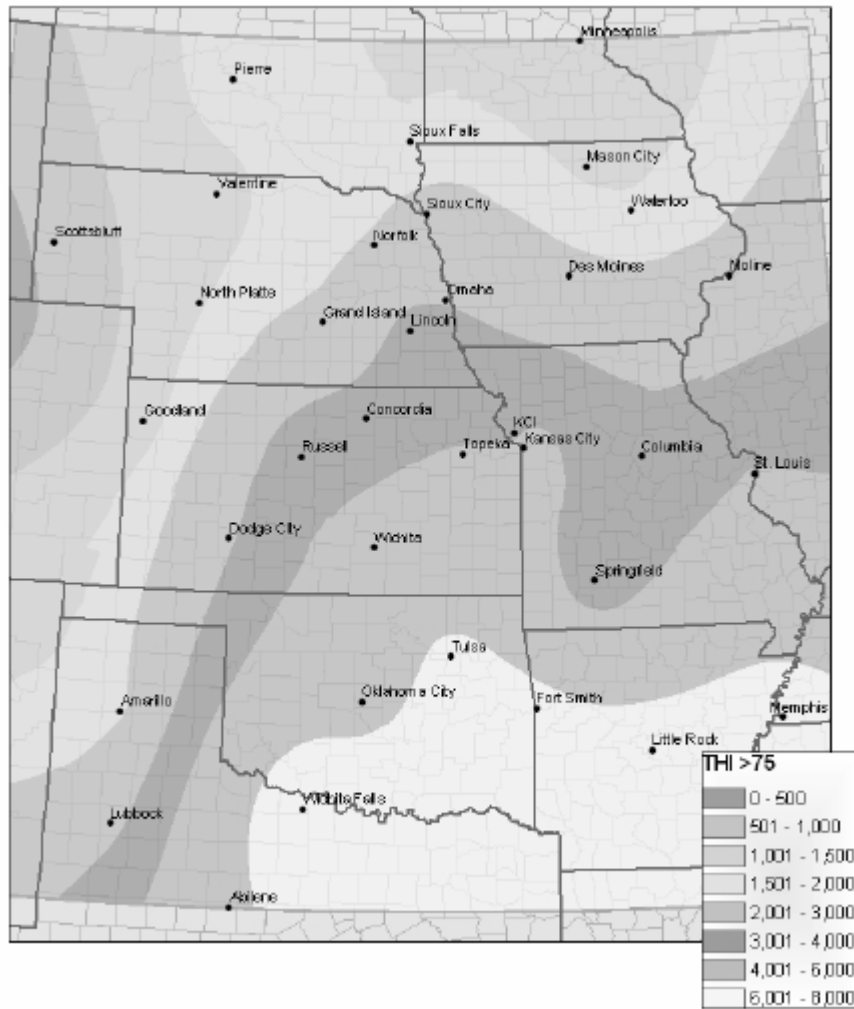 Minneapolis
Pierre
Sioux Falls
Mason City
Valentine
Sioux City
Waterloo
Scottsbluff
Norfolk
Des Moines
Moline
North Platte
Omaha
Grand Island
Lincoln
Goodland
Concordia
KCI
Russell
Topeka
Kansas City
Columbia
St. Louis
Dodge City
Wichita
Springfield
Tulsa
Amarillo
Oklahoma City
Fort Smith
Memphis
Little Rock
Lubbock
Wichita Falls
Abilene
THI >75
0 - 500
501 - 1,000
1,001 - 1,500
1,501 - 2,000
2,001 - 3,000
3,001 - 4,000
4,001 - 6,000
6,001 - 8,000